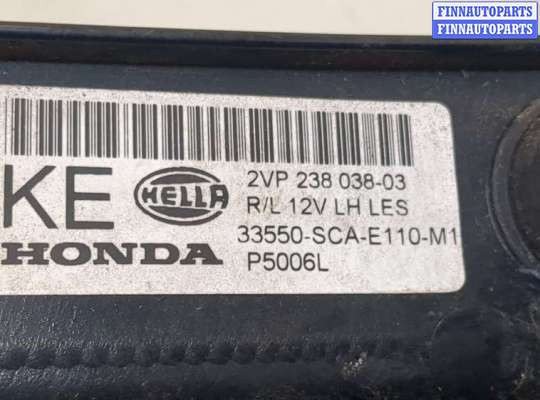 FINNAUTOPARTS
FINNAUTOPARTS
KE
HELLA
2VP 238 038-03
R/L 12V LH LES
33550-SCA-E110-M1
HONDA
P5006L